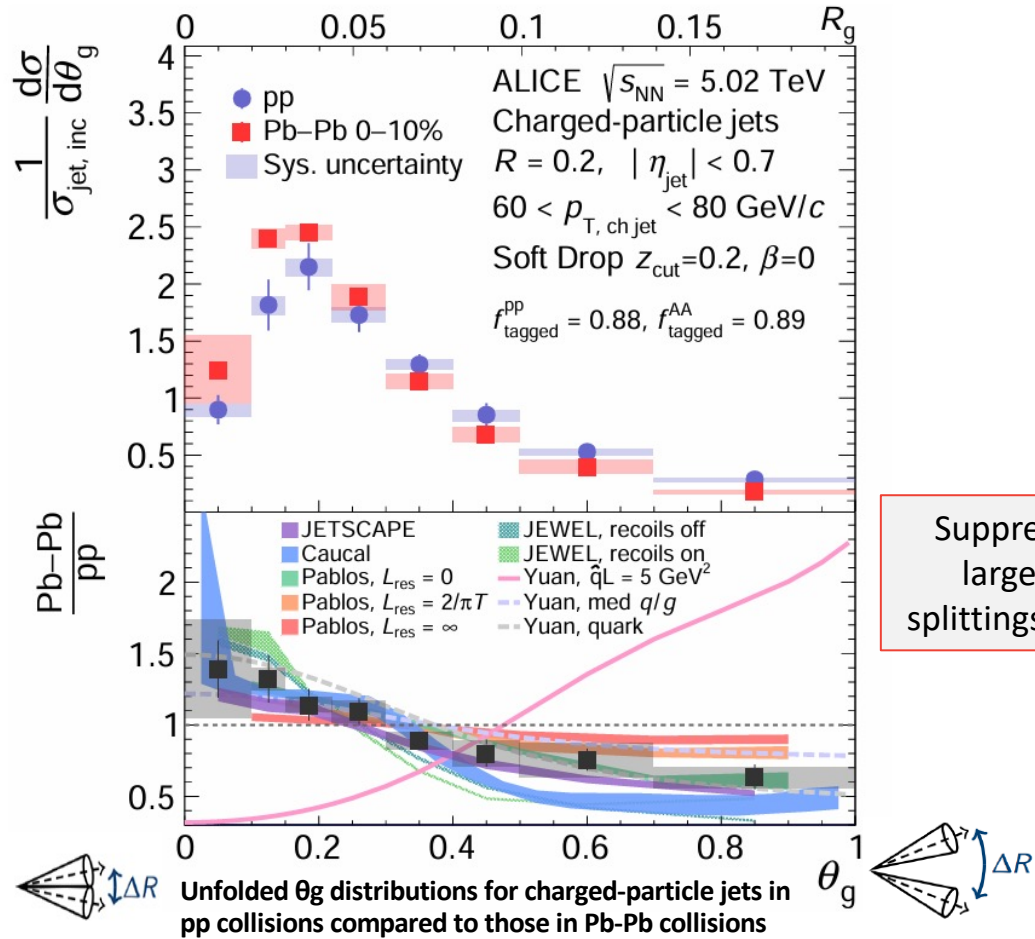 0 0.05 0.1 0.15 R_g
1/σ_jet, inc dσ/dθ_g
4
3.5
3
2.5
2
1.5
1
0.5
pp
Pb–Pb 0–10%
Sys. uncertainty
ALICE √s_NN = 5.02 TeV
Charged-particle jets
R = 0.2, | η_jet | < 0.7
60 < p_T, ch jet < 80 GeV/c
Soft Drop z_cut=0.2, β=0
f^pp_tagged = 0.88, f^AA_tagged = 0.89
Pb–Pb/pp
2
1.5
1
0.5
JETSCAPE
Caucal
Pablos, L_res = 0
Pablos, L_res = 2/πT
Pablos, L_res = ∞
JEWEL, recoils off
JEWEL, recoils on
Yuan, q̂L = 5 GeV²
Yuan, med q/g
Yuan, quark
0 0.2 0.4 0.6 0.8 1
θ_g
ΔR
ΔR
Unfolded θg distributions for charged-particle jets in
pp collisions compared to those in Pb-Pb collisions
large
splittings